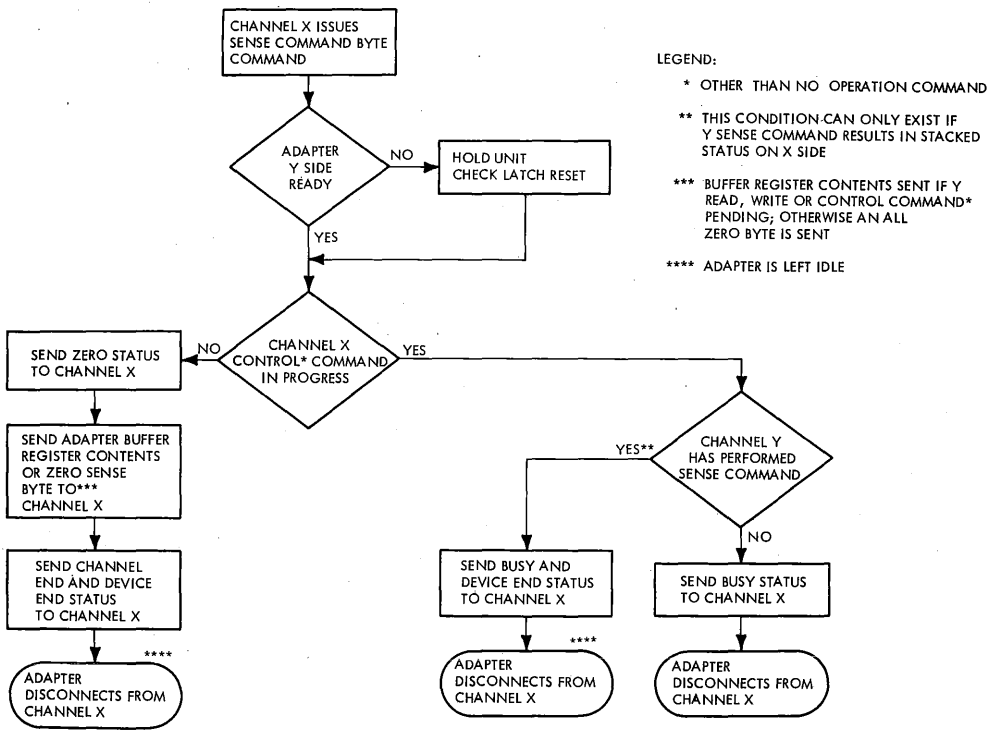 CHANNEL X ISSUES
SENSE COMMAND BYTE
COMMAND
LEGEND:
* OTHER THAN NO OPERATION COMMAND
** THIS CONDITION CAN ONLY EXIST IF
Y SENSE COMMAND RESULTS IN STACKED
STATUS ON X SIDE
*** BUFFER REGISTER CONTENTS SENT IF Y
READ, WRITE OR CONTROL COMMAND*
PENDING; OTHERWISE AN ALL
ZERO BYTE IS SENT
**** ADAPTER IS LEFT IDLE
ADAPTER
Y SIDE
READY
NO
HOLD UNIT
CHECK LATCH RESET
YES
CHANNEL X
CONTROL* COMMAND
IN PROGRESS
NO
YES
SEND ZERO STATUS
TO CHANNEL X
SEND ADAPTER BUFFER
REGISTER CONTENTS
OR ZERO SENSE
BYTE TO***
CHANNEL X
CHANNEL Y
HAS PERFORMED
SENSE COMMAND
YES**
NO
SEND CHANNEL
END AND DEVICE
END STATUS
TO CHANNEL X
SEND BUSY AND
DEVICE END STATUS
TO CHANNEL X
SEND BUSY STATUS
TO CHANNEL X
****
ADAPTER
DISCONNECTS FROM
CHANNEL X
****
ADAPTER
DISCONNECTS FROM
CHANNEL X
ADAPTER
DISCONNECTS FROM
CHANNEL X